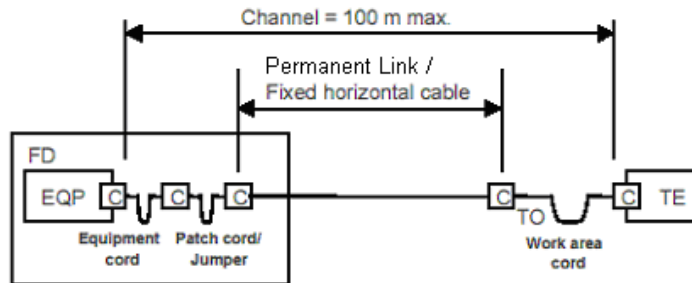 Channel = 100 m max.
Permanent Link /
Fixed horizontal cable
FD
EQP
C
C
C
C
C
TE
TO
Equipment
cord
Patch cord/
Jumper
Work area
cord